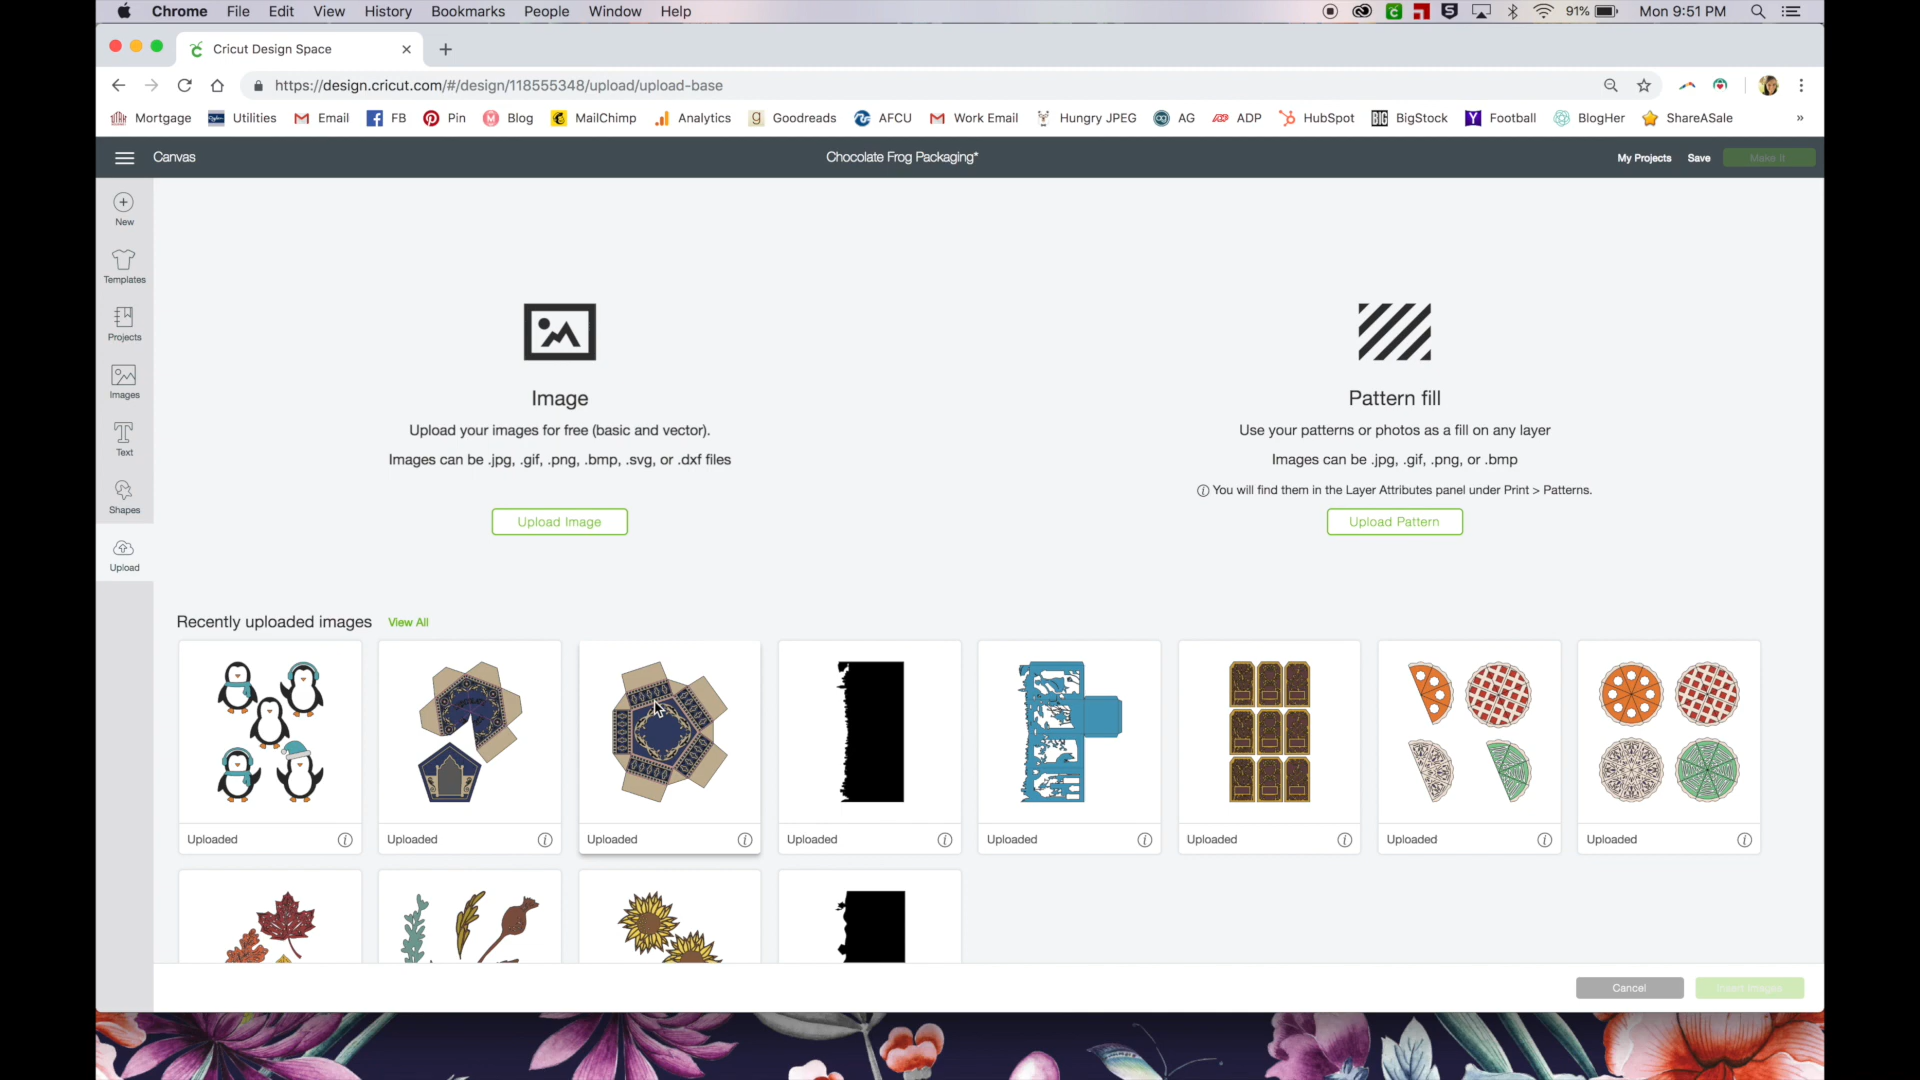 Chrome File Edit View History Bookmarks People Window Help 91% Mon 9:51 PM
Cricut Design Space
https://design.cricut.com/#/design/118555348/upload/upload-base
Mortgage Utilities Email FB Pin Blog MailChimp Analytics Goodreads AFCU Work Email Hungry JPEG AG ADP HubSpot BigStock Football BlogHer ShareASale »
Canvas Chocolate Frog Packaging* My Projects Save Make It
New
Templates
Projects
Images
Text
Shapes
Upload
Image
Upload your images for free (basic and vector).
Images can be .jpg, .gif, .png, .bmp, .svg, or .dxf files
Upload Image
Pattern fill
Use your patterns or photos as a fill on any layer
Images can be .jpg, .gif, .png, or .bmp
You will find them in the Layer Attributes panel under Print > Patterns.
Upload Pattern
Recently uploaded images View All
Uploaded Uploaded Uploaded Uploaded Uploaded Uploaded Uploaded Uploaded
Cancel Insert Images